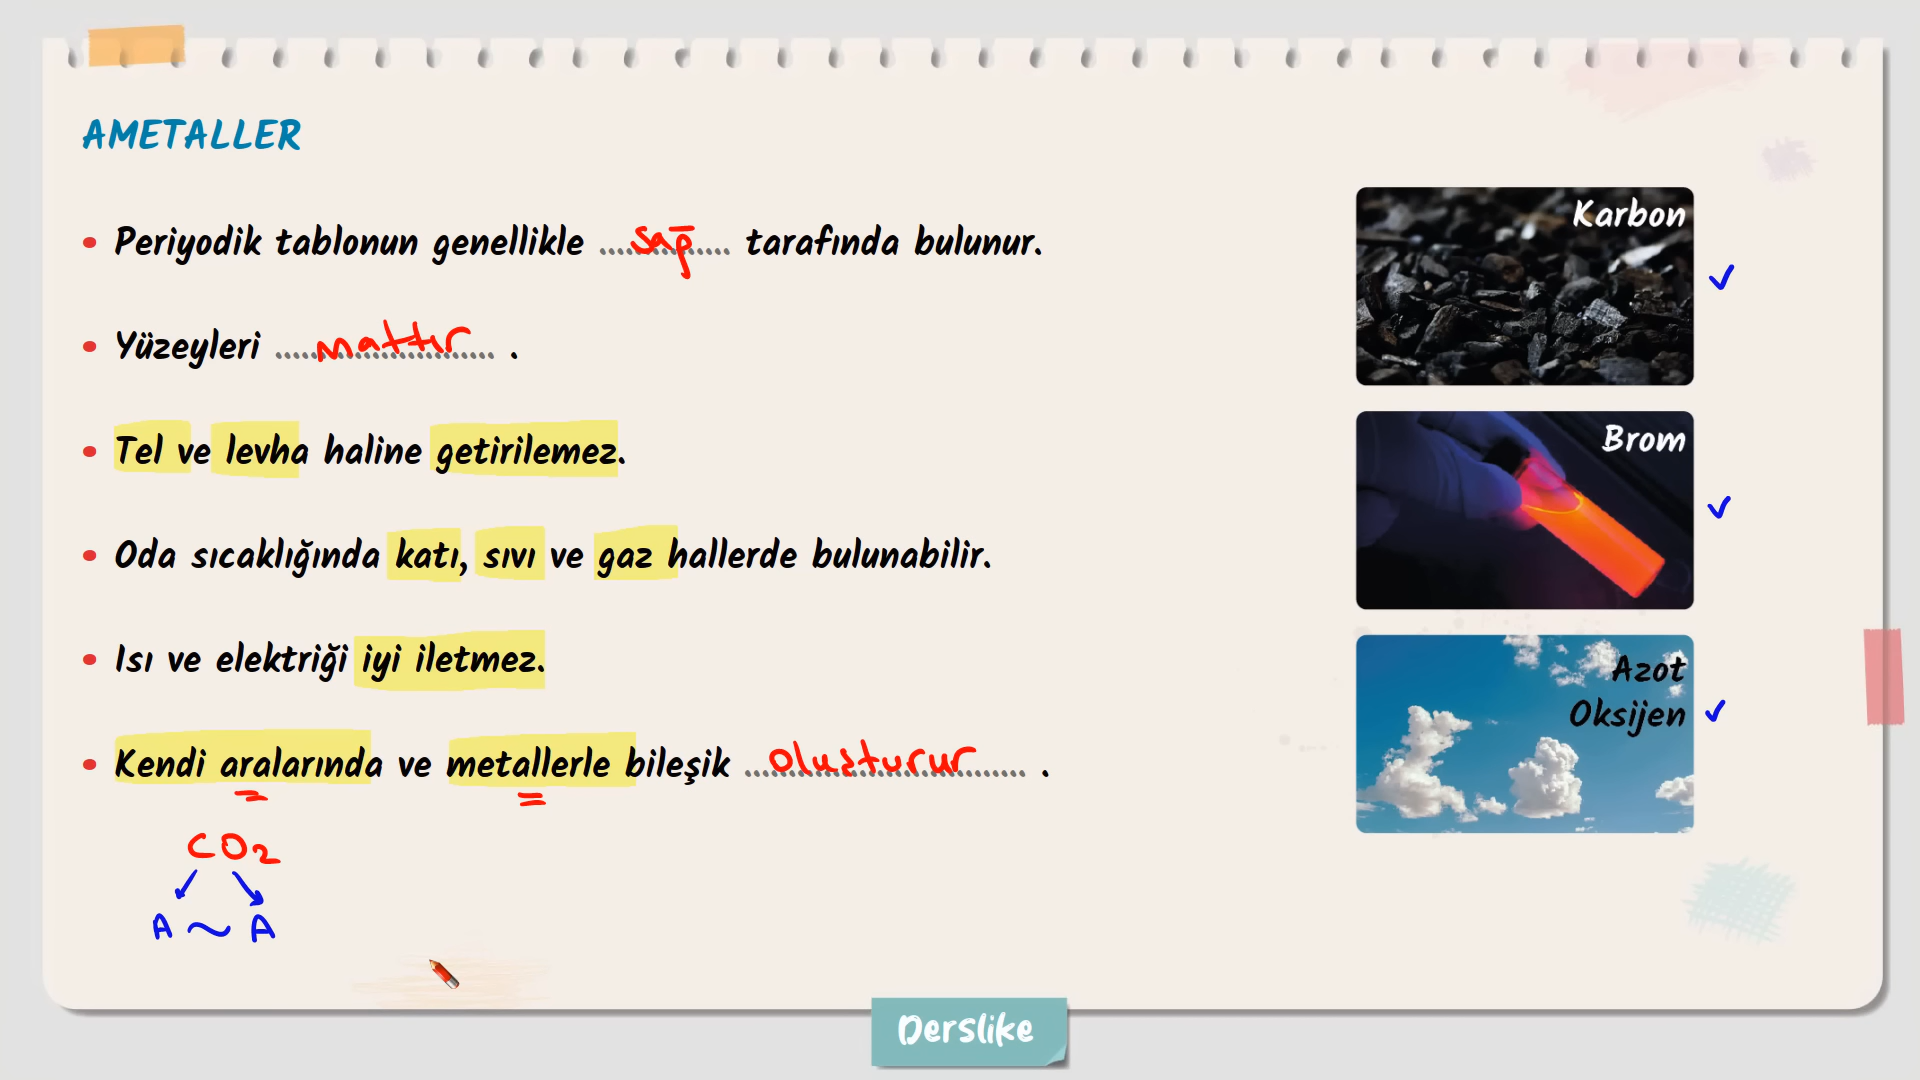 AMETALLER
• Periyodik tablonun genellikle ....sağ.... tarafında bulunur.
• Yüzeyleri ....mattır.... .
• Tel ve levha haline getirilemez.
• Oda sıcaklığında katı, sıvı ve gaz hallerde bulunabilir.
• Isı ve elektriği iyi iletmez.
• Kendi aralarında ve metallerle bileşik ....oluşturur.... .
CO₂
A ~ A
Karbon
Brom
Azot
Oksijen
Derslike